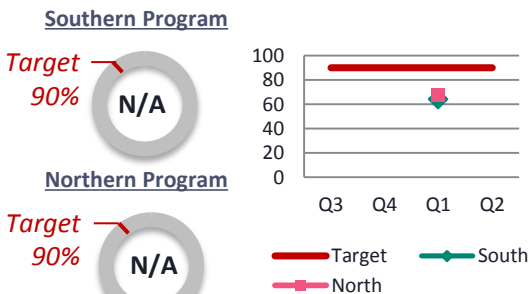 Southern Program
Target
90%
N/A
Northern Program
Target
90%
N/A
100
80
60
40
20
0
Q3 Q4 Q1 Q2
Target South
North